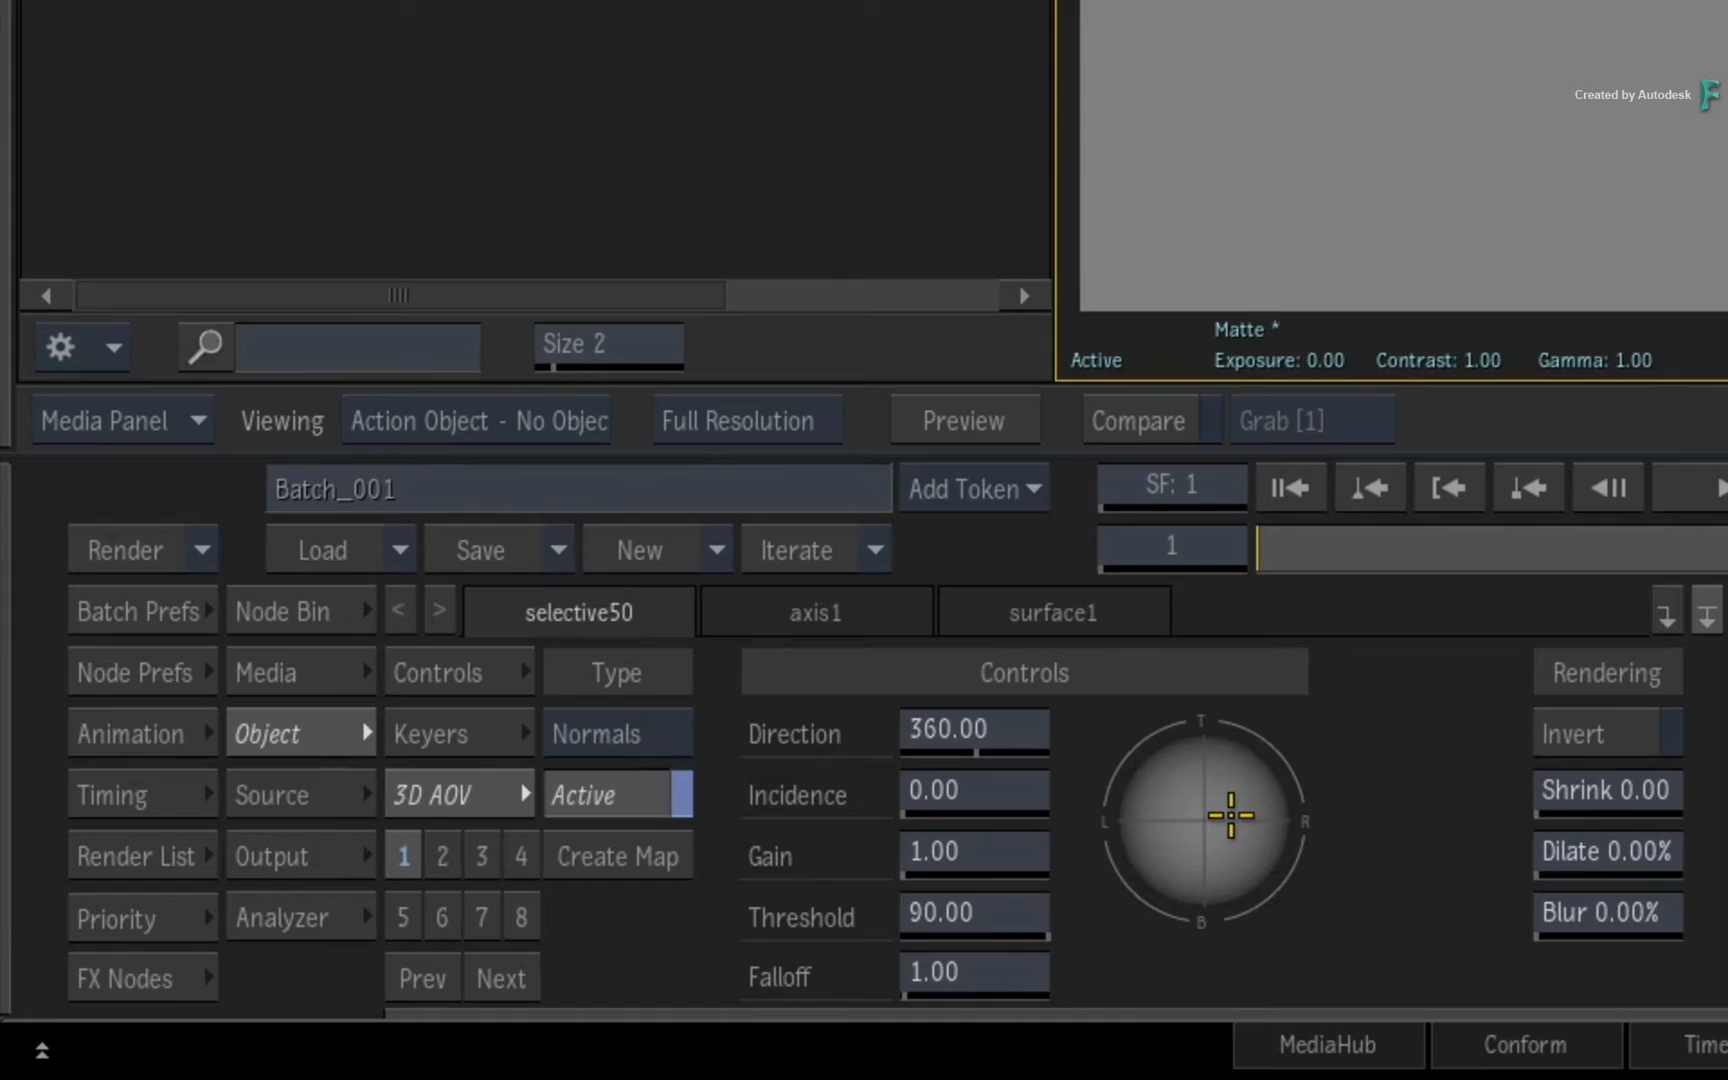 Created by Autodesk
Size 2
Matte *
Active Exposure: 0.00 Contrast: 1.00 Gamma: 1.00
Media Panel Viewing Action Object - No Objec Full Resolution Preview Compare Grab [1]
Batch_001 Add Token SF: 1
Render Load Save New Iterate 1
Batch Prefs Node Bin < > selective50 axis1 surface1
Node Prefs Media Controls Type Controls Rendering
Animation Object Keyers Normals Direction 360.00 T Invert
Timing Source 3D AOV Active Incidence 0.00 L R Shrink 0.00
Render List Output 1 2 3 4 Create Map Gain 1.00 Dilate 0.00%
Priority Analyzer 5 6 7 8 Threshold 90.00 B Blur 0.00%
FX Nodes Prev Next Falloff 1.00
MediaHub Conform Time